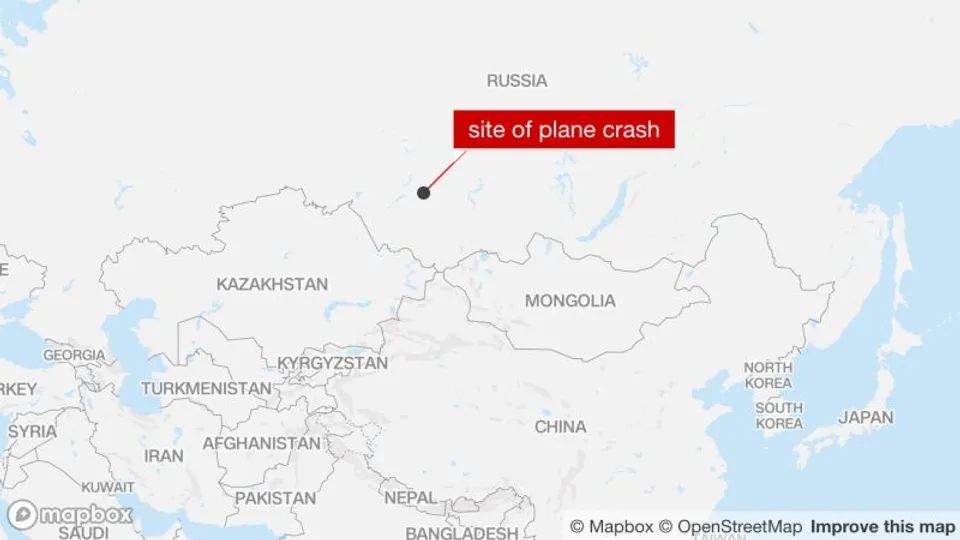 RUSSIA
site of plane crash
E
KAZAKHSTAN
MONGOLIA
GEORGIA
KYRGYZSTAN
NORTH
KOREA
RKEY
TURKMENISTAN
SOUTH
KOREA
JAPAN
SYRIA
AFGHANISTAN
CHINA
IRAN
KUWAIT
PAKISTAN
NEPAL
mapbox
© Mapbox © OpenStreetMap Improve this map
SAUDI
BANGLADESH
TAIWAN